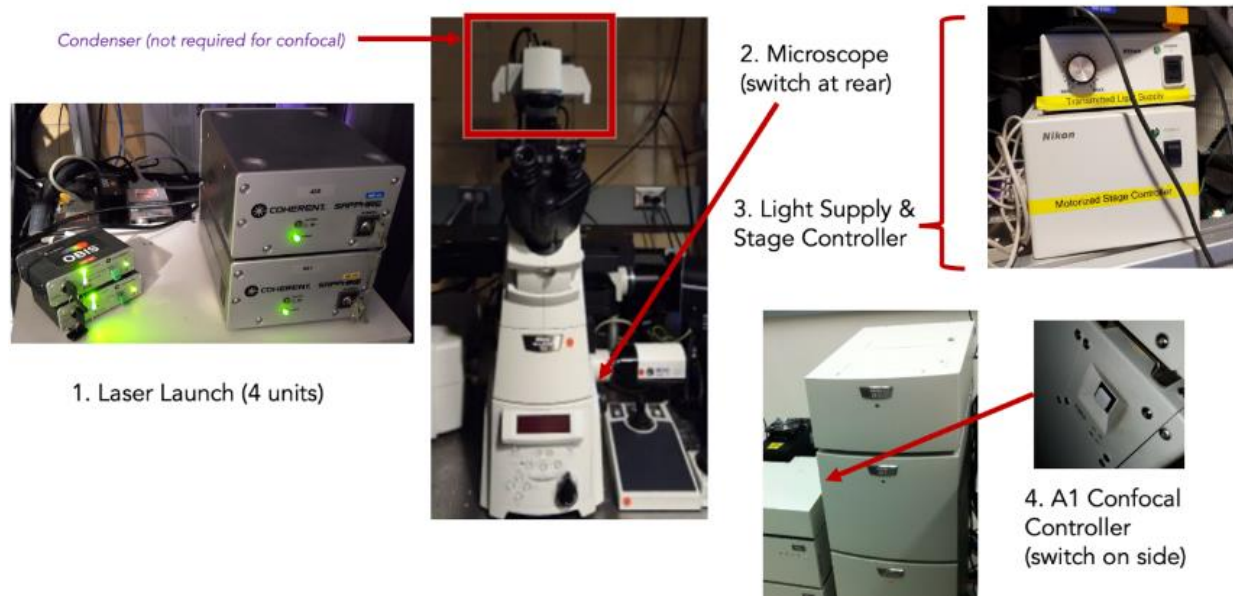 Condenser (not required for confocal)
2. Microscope
(switch at rear)
Nikon
Transmitted Light Supply
Nikon
Motorized Stage Controller
3. Light Supply &
Stage Controller
COHERENT. SAPPHIRE
COHERENT. SAPPHIRE
OBIS
1. Laser Launch (4 units)
4. A1 Confocal
Controller
(switch on side)